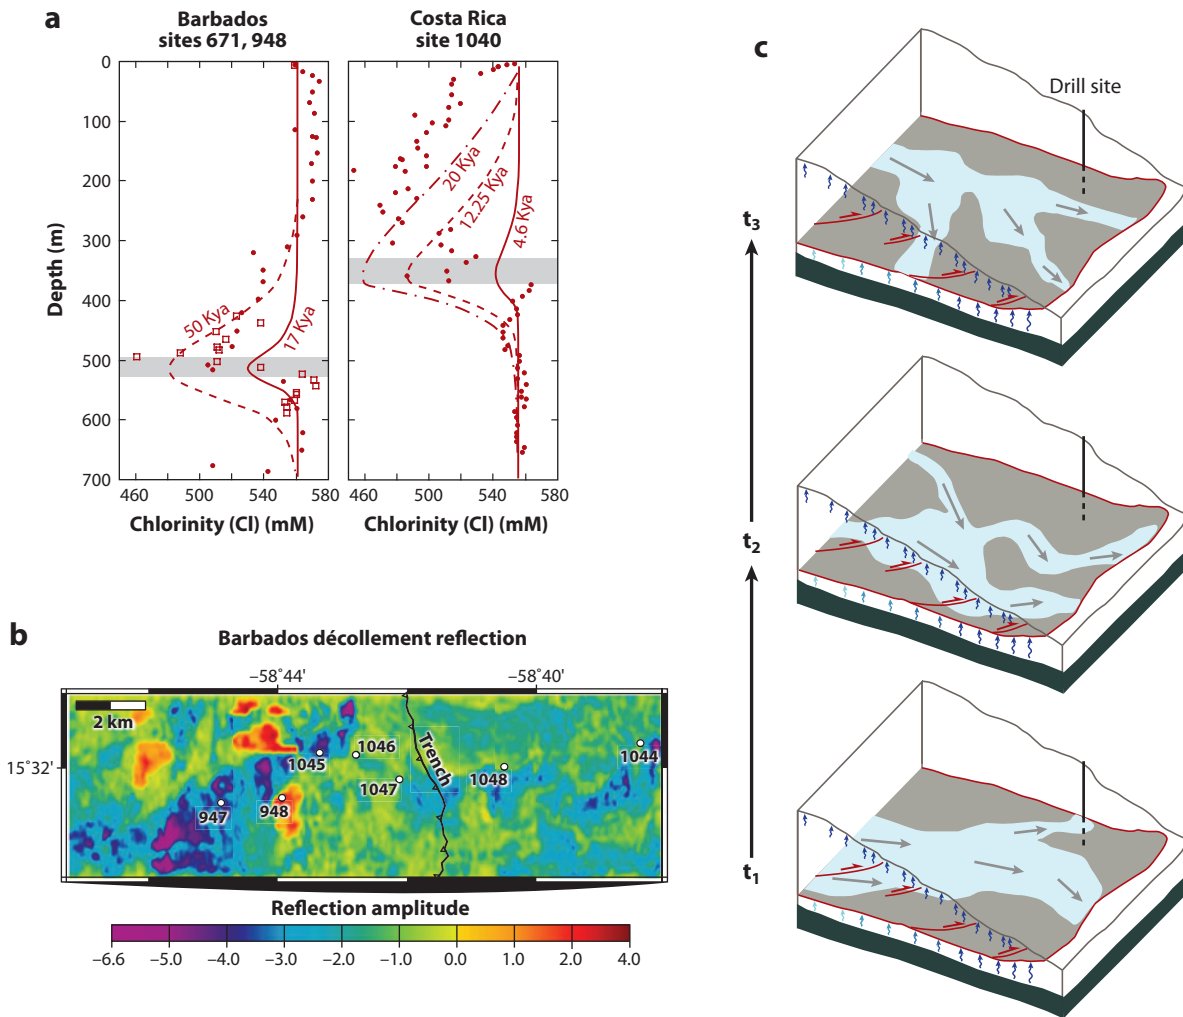 a
Barbados
sites 671, 948
Costa Rica
site 1040
0
100
200
300
400
500
600
700
Depth (m)
50 Kya
17 Kya
20 Kya
12.25 Kya
4.6 Kya
460
500
540
580
460
500
540
580
Chlorinity (Cl) (mM)
Chlorinity (Cl) (mM)
b
Barbados décollement reflection
−58˚44'
−58˚40'
15˚32'
2 km
1045
1046
1047
Trench
1048
1044
947
948
Reflection amplitude
−6.6
−5.0
−4.0
−3.0
−2.0
−1.0
0.0
1.0
2.0
4.0
c
Drill site
t3
t2
t1